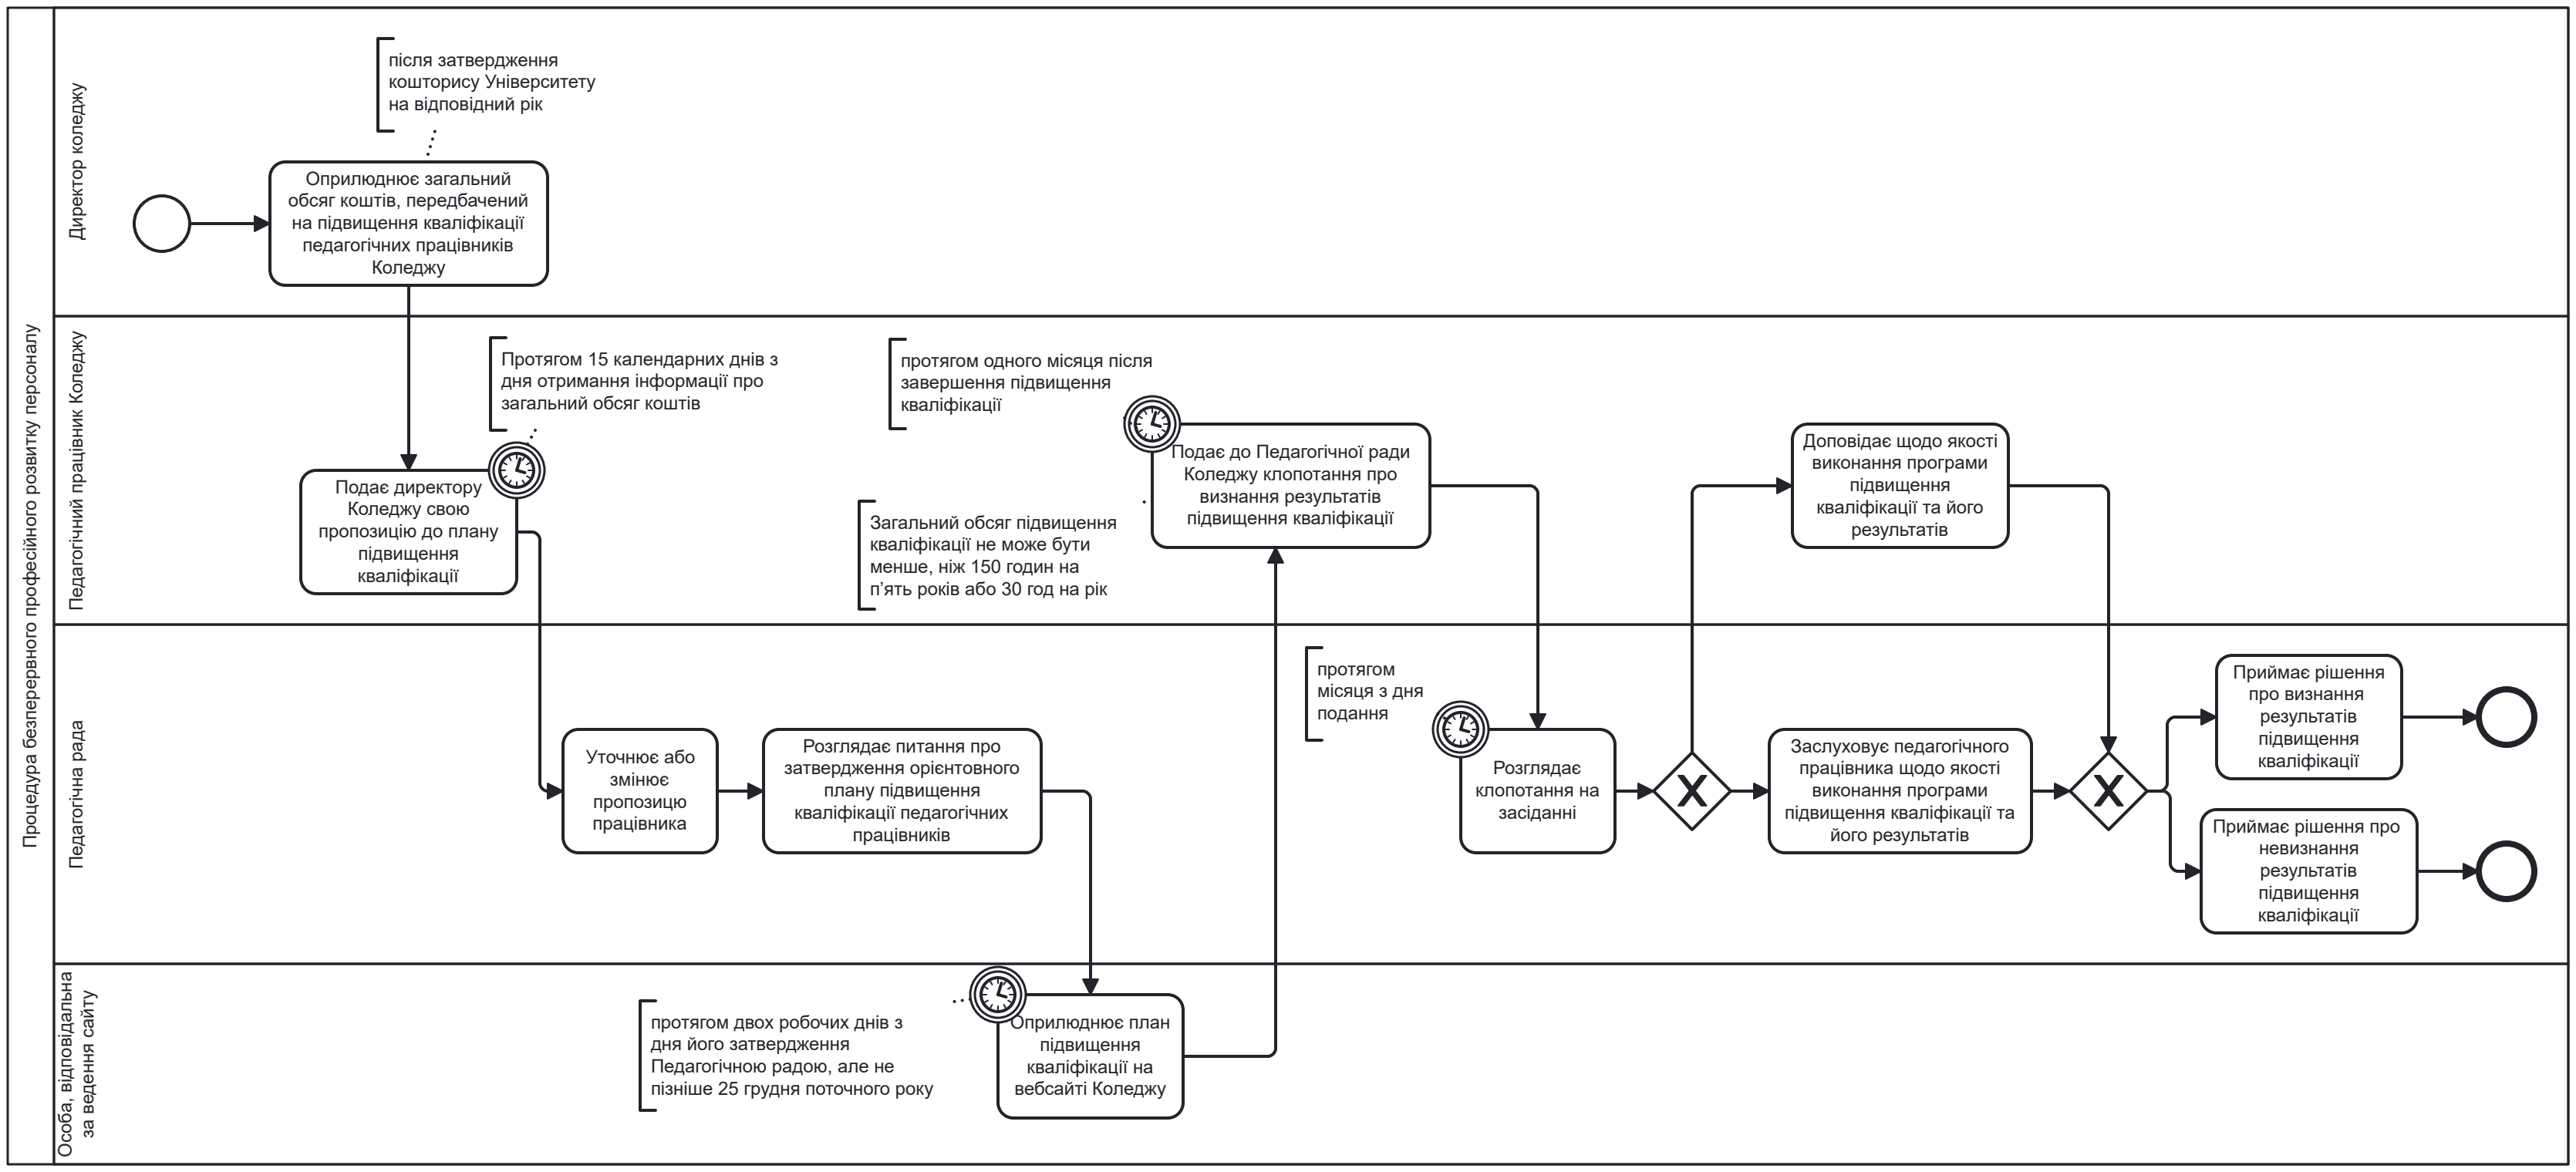 Процедура безперервного професійного розвитку персоналу
Директор коледжу
після затвердження
кошторису Університету
на відповідний рік
Оприлюднює загальний
обсяг коштів, передбачений
на підвищення кваліфікації
педагогічних працівників
Коледжу
Педагогічний працівник Коледжу
Протягом 15 календарних днів з
дня отримання інформації про
загальний обсяг коштів
Подає директору
Коледжу свою
пропозицію до плану
підвищення
кваліфікації
протягом одного місяця після
завершення підвищення
кваліфікації
Загальний обсяг підвищення
кваліфікації не може бути
менше, ніж 150 годин на
п’ять років або 30 год на рік
Подає до Педагогічної ради
Коледжу клопотання про
визнання результатів
підвищення кваліфікації
Доповідає щодо якості
виконання програми
підвищення
кваліфікації та його
результатів
Педагогічна рада
Уточнює або
змінює
пропозицю
працівника
Розглядає питання про
затвердження орієнтовного
плану підвищення
кваліфікації педагогічних
працівників
протягом
місяця з дня
подання
Розглядає
клопотання на
засіданні
Заслуховує педагогічного
працівника щодо якості
виконання програми
підвищення кваліфікації та
його результатів
Приймає рішення
про визнання
результатів
підвищення
кваліфікації
Приймає рішення про
невизнання
результатів
підвищення
кваліфікації
Особа, відповідальна
за ведення сайту
протягом двох робочих днів з
дня його затвердження
Педагогічною радою, але не
пізніше 25 грудня поточного року
Оприлюднює план
підвищення
кваліфікації на
вебсайті Коледжу